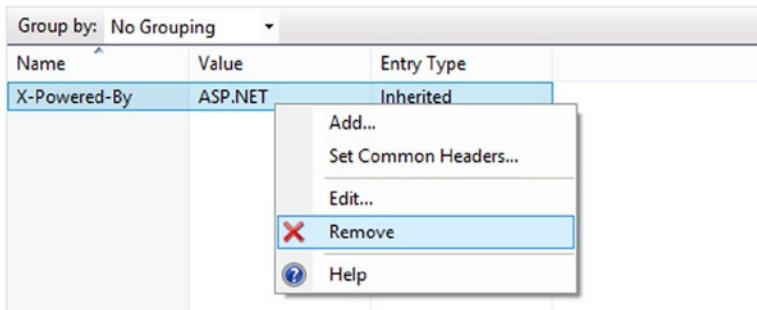 Group by: No Grouping
Name Value Entry Type
X-Powered-By ASP.NET Inherited
Add...
Set Common Headers...
Edit...
Remove
Help